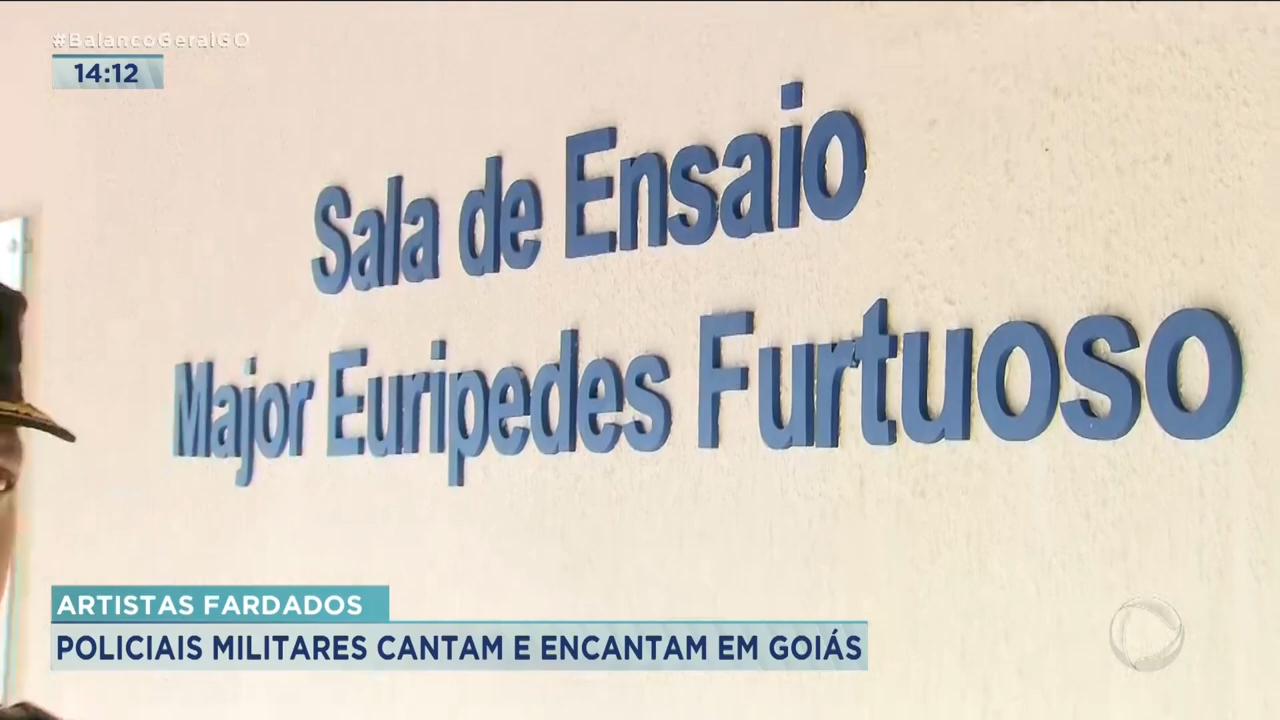 #BalancoGeralGO
14:12
Sala de Ensaio
Major Euripedes Furtuoso
ARTISTAS FARDADOS
POLICIAIS MILITARES CANTAM E ENCANTAM EM GOIÁS